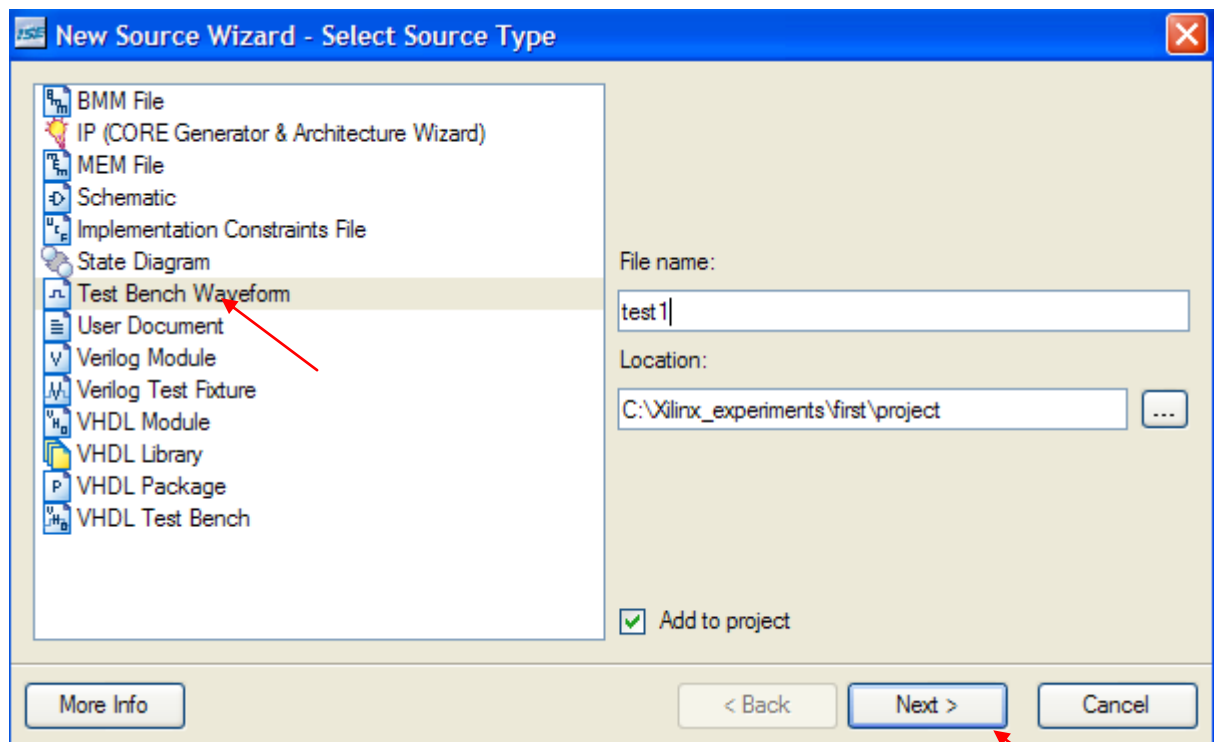 ISE New Source Wizard - Select Source Type
BMM File
IP (CORE Generator & Architecture Wizard)
MEM File
Schematic
Implementation Constraints File
State Diagram
Test Bench Waveform
User Document
Verilog Module
Verilog Test Fixture
VHDL Module
VHDL Library
VHDL Package
VHDL Test Bench
File name:
test1
Location:
C:\Xilinx_experiments\first\project
...
Add to project
More Info
< Back
Next >
Cancel